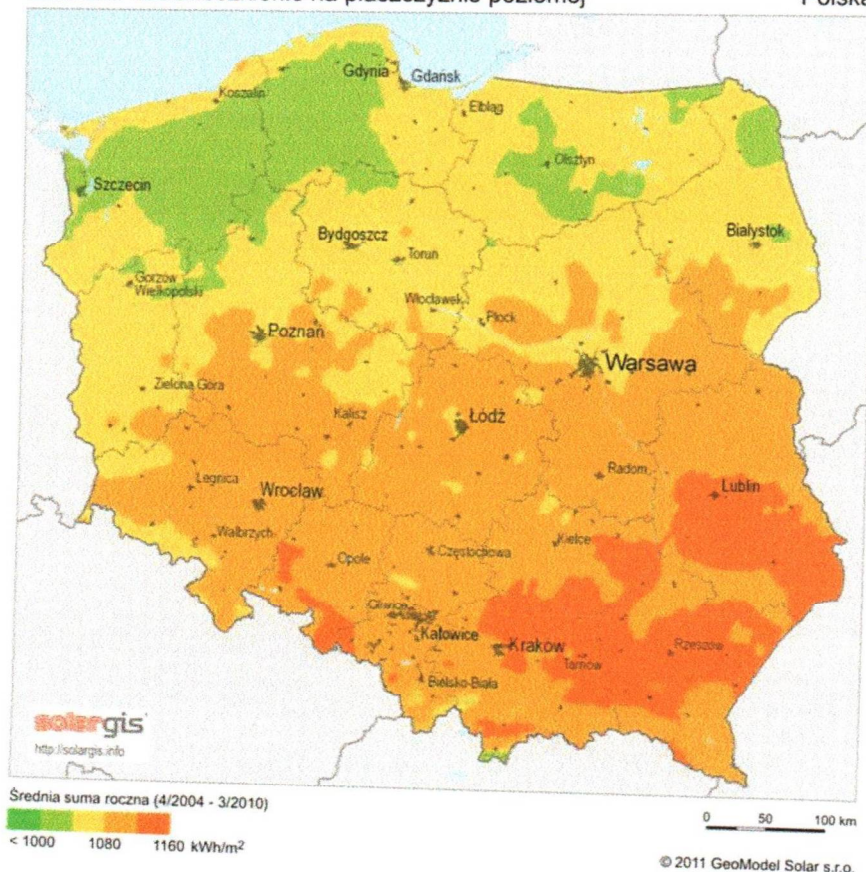 na płaszczyźnie poziomej
Polska
Gdynia
Gdańsk
Koszalin
Elbląg
Olsztyn
Szczecin
Bydgoszcz
Toruń
Białystok
Gorzów
Wielkopolski
Włocławek
Płock
Poznań
Warsawa
Zielona Góra
Kalisz
Łódź
Radom
Legnica
Wrocław
Lublin
Wałbrzych
Opole
Częstochowa
Kielce
Gliwice
Katowice
Kraków
Tarnów
Rzeszów
Bielsko-Biała
solargis
http://solargis.info
Średnia suma roczna (4/2004 - 3/2010)
< 1000 1080 1160 kWh/m²
0 50 100 km
© 2011 GeoModel Solar s.r.o.